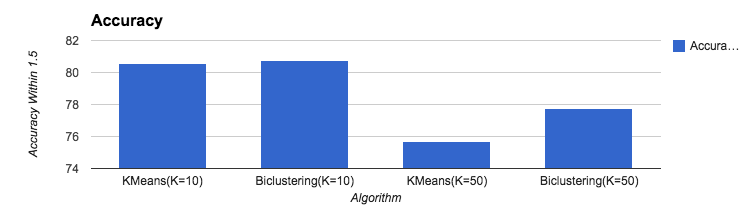 Accuracy
82
80
78
76
74
Accuracy Within 1.5
KMeans(K=10) Biclustering(K=10) KMeans(K=50) Biclustering(K=50)
Algorithm
Accura...